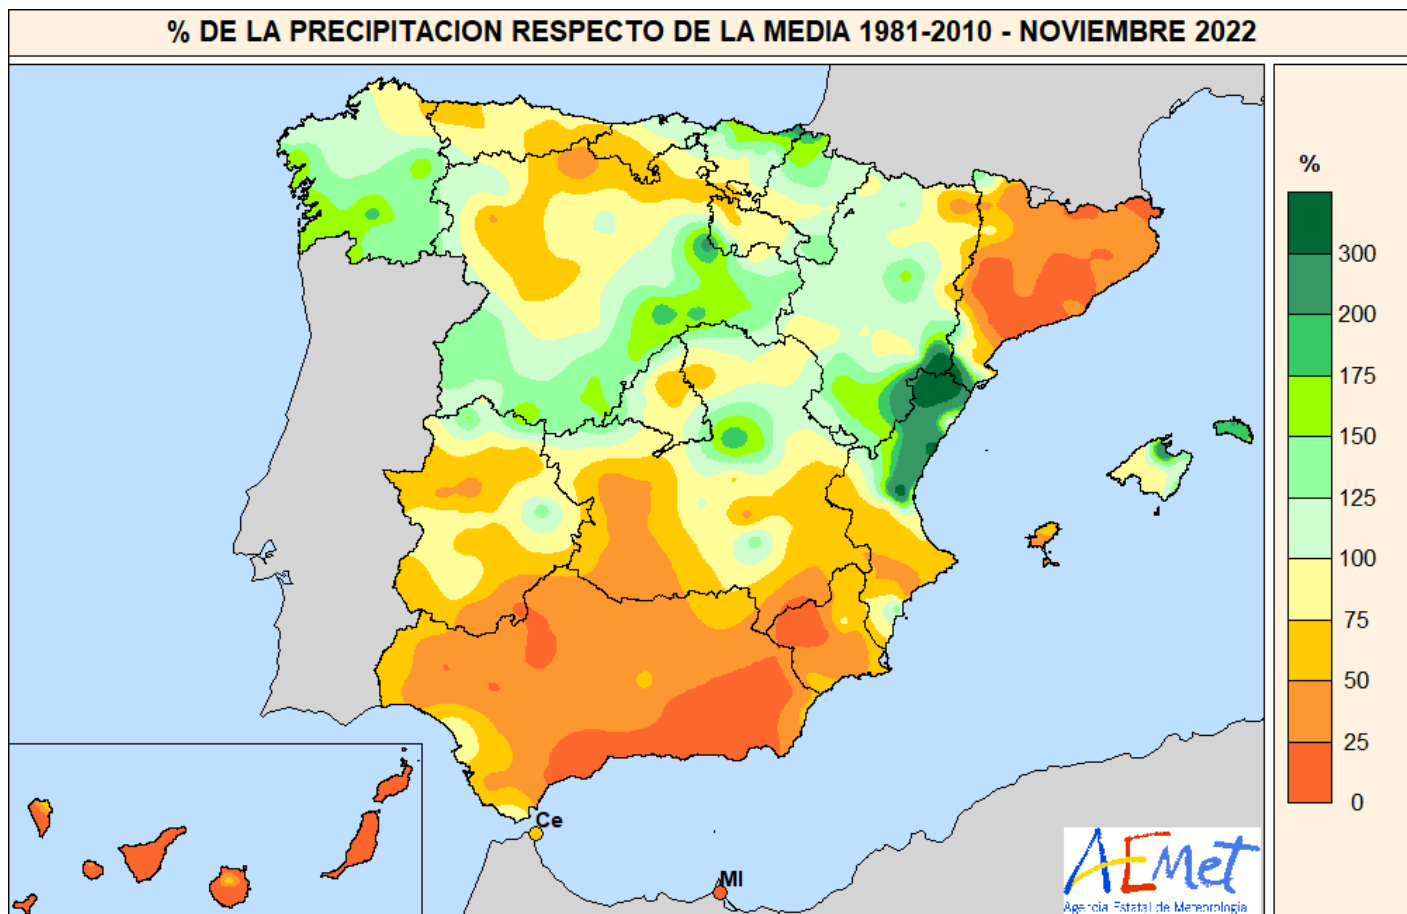 % DE LA PRECIPITACION RESPECTO DE LA MEDIA 1981-2010 - NOVIEMBRE 2022
%
300
200
175
150
125
100
75
50
25
0
Ce
Ml
AEMet
Agencia Estatal de Meteorología